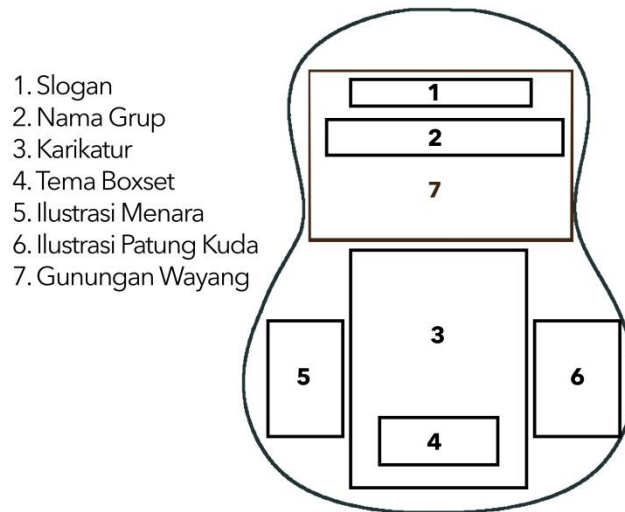 1. Slogan
2. Nama Grup
3. Karikatur
4. Tema Boxset
5. Ilustrasi Menara
6. Ilustrasi Patung Kuda
7. Gunungan Wayang
1
2
7
3
5
6
4